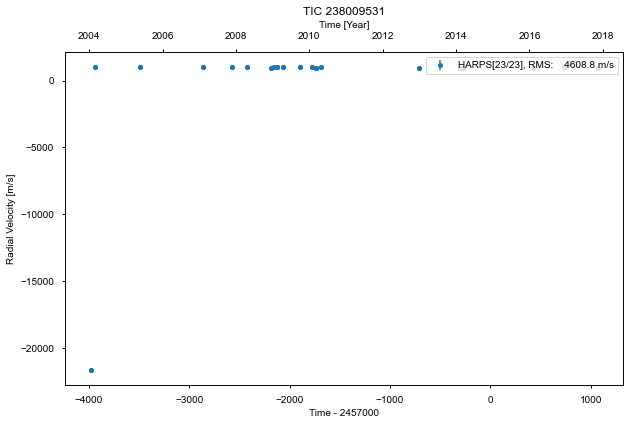 TIC 238009531
Time [Year]
2004 2006 2008 2010 2012 2014 2016 2018
HARPS[23/23], RMS: 4608.8 m/s
Radial Velocity [m/s]
0
−5000
−10000
−15000
−20000
−4000 −3000 −2000 −1000 0 1000
Time - 2457000